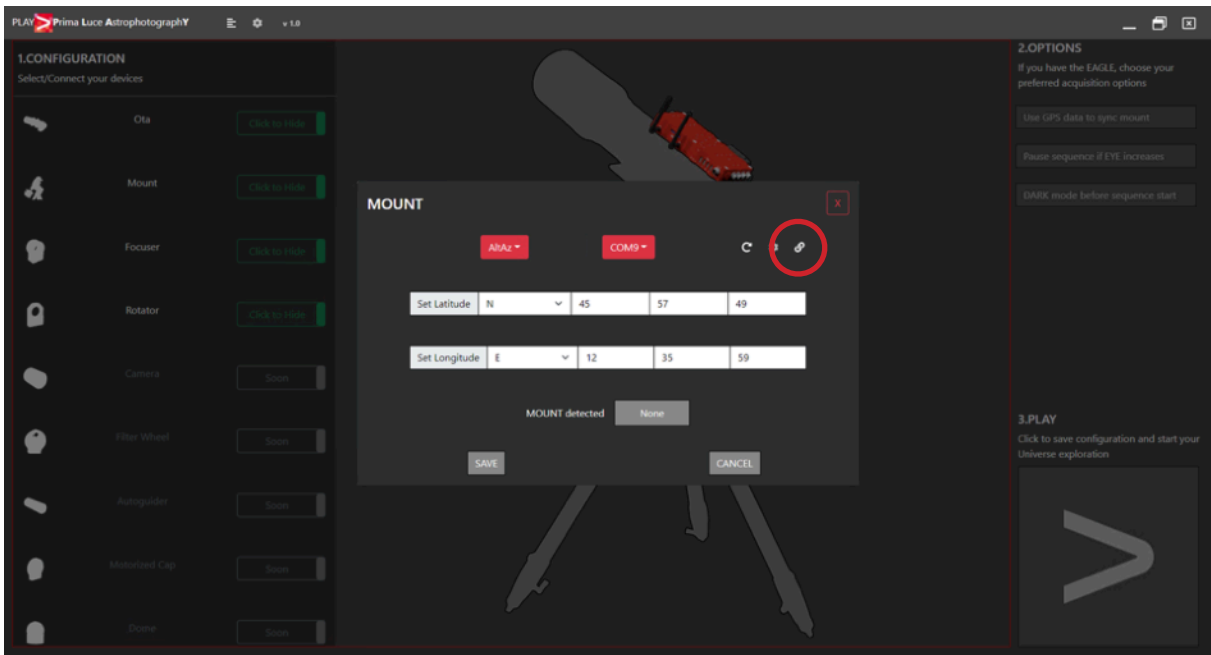 PLAY Prima Luce AstrophotographY v 1.0
1.CONFIGURATION
Select/Connect your devices
Ota Click to Hide
Mount Click to Hide
Focuser Click to Hide
Rotator Click to Hide
Camera Soon
Filter Wheel Soon
Autoguider Soon
Motorized Cap Soon
Dome Soon
MOUNT X
AltAz COM9
Set Latitude N 45 57 49
Set Longitude E 12 35 59
MOUNT detected None
SAVE CANCEL
2.OPTIONS
If you have the EAGLE, choose your
preferred acquisition options
Use GPS data to sync mount
Pause sequence if EYE increases
DARK mode before sequence start
3.PLAY
Click to save configuration and start your
Universe exploration